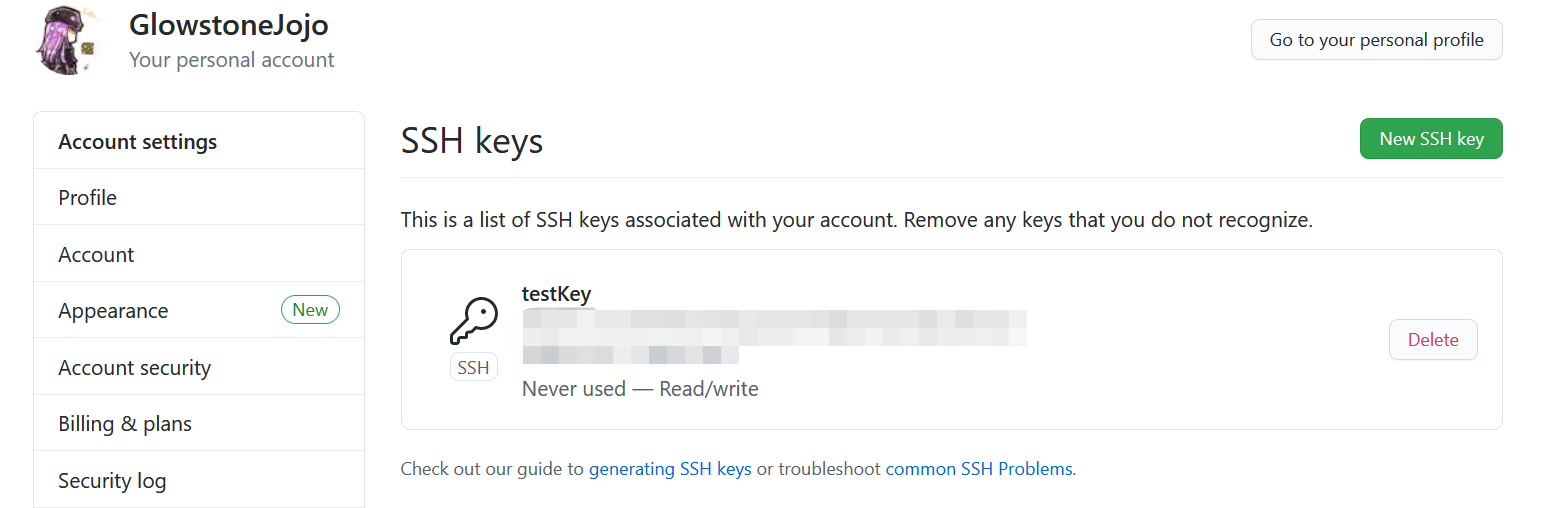 GlowstoneJojo
Your personal account
Go to your personal profile
Account settings
Profile
Account
Appearance New
Account security
Billing & plans
Security log
SSH keys
New SSH key
This is a list of SSH keys associated with your account. Remove any keys that you do not recognize.
testKey
SSH
Never used — Read/write
Delete
Check out our guide to generating SSH keys or troubleshoot common SSH Problems.